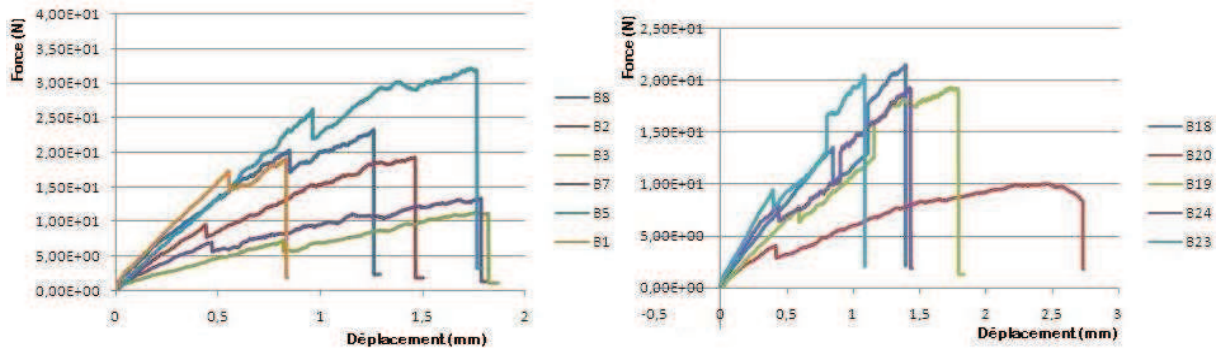 Force (N)
4,00E+01
3,50E+01
3,00E+01
2,50E+01
2,00E+01
1,50E+01
1,00E+01
5,00E+00
0,00E+00
0
0,5
1
1,5
2
Déplacement (mm)
B8
B2
B3
B7
B5
B1
Force (N)
2,50E+01
2,00E+01
1,50E+01
1,00E+01
5,00E+00
0,00E+00
-0,5
0
0,5
1
1,5
2
2,5
3
Déplacement (mm)
B18
B20
B19
B24
B23